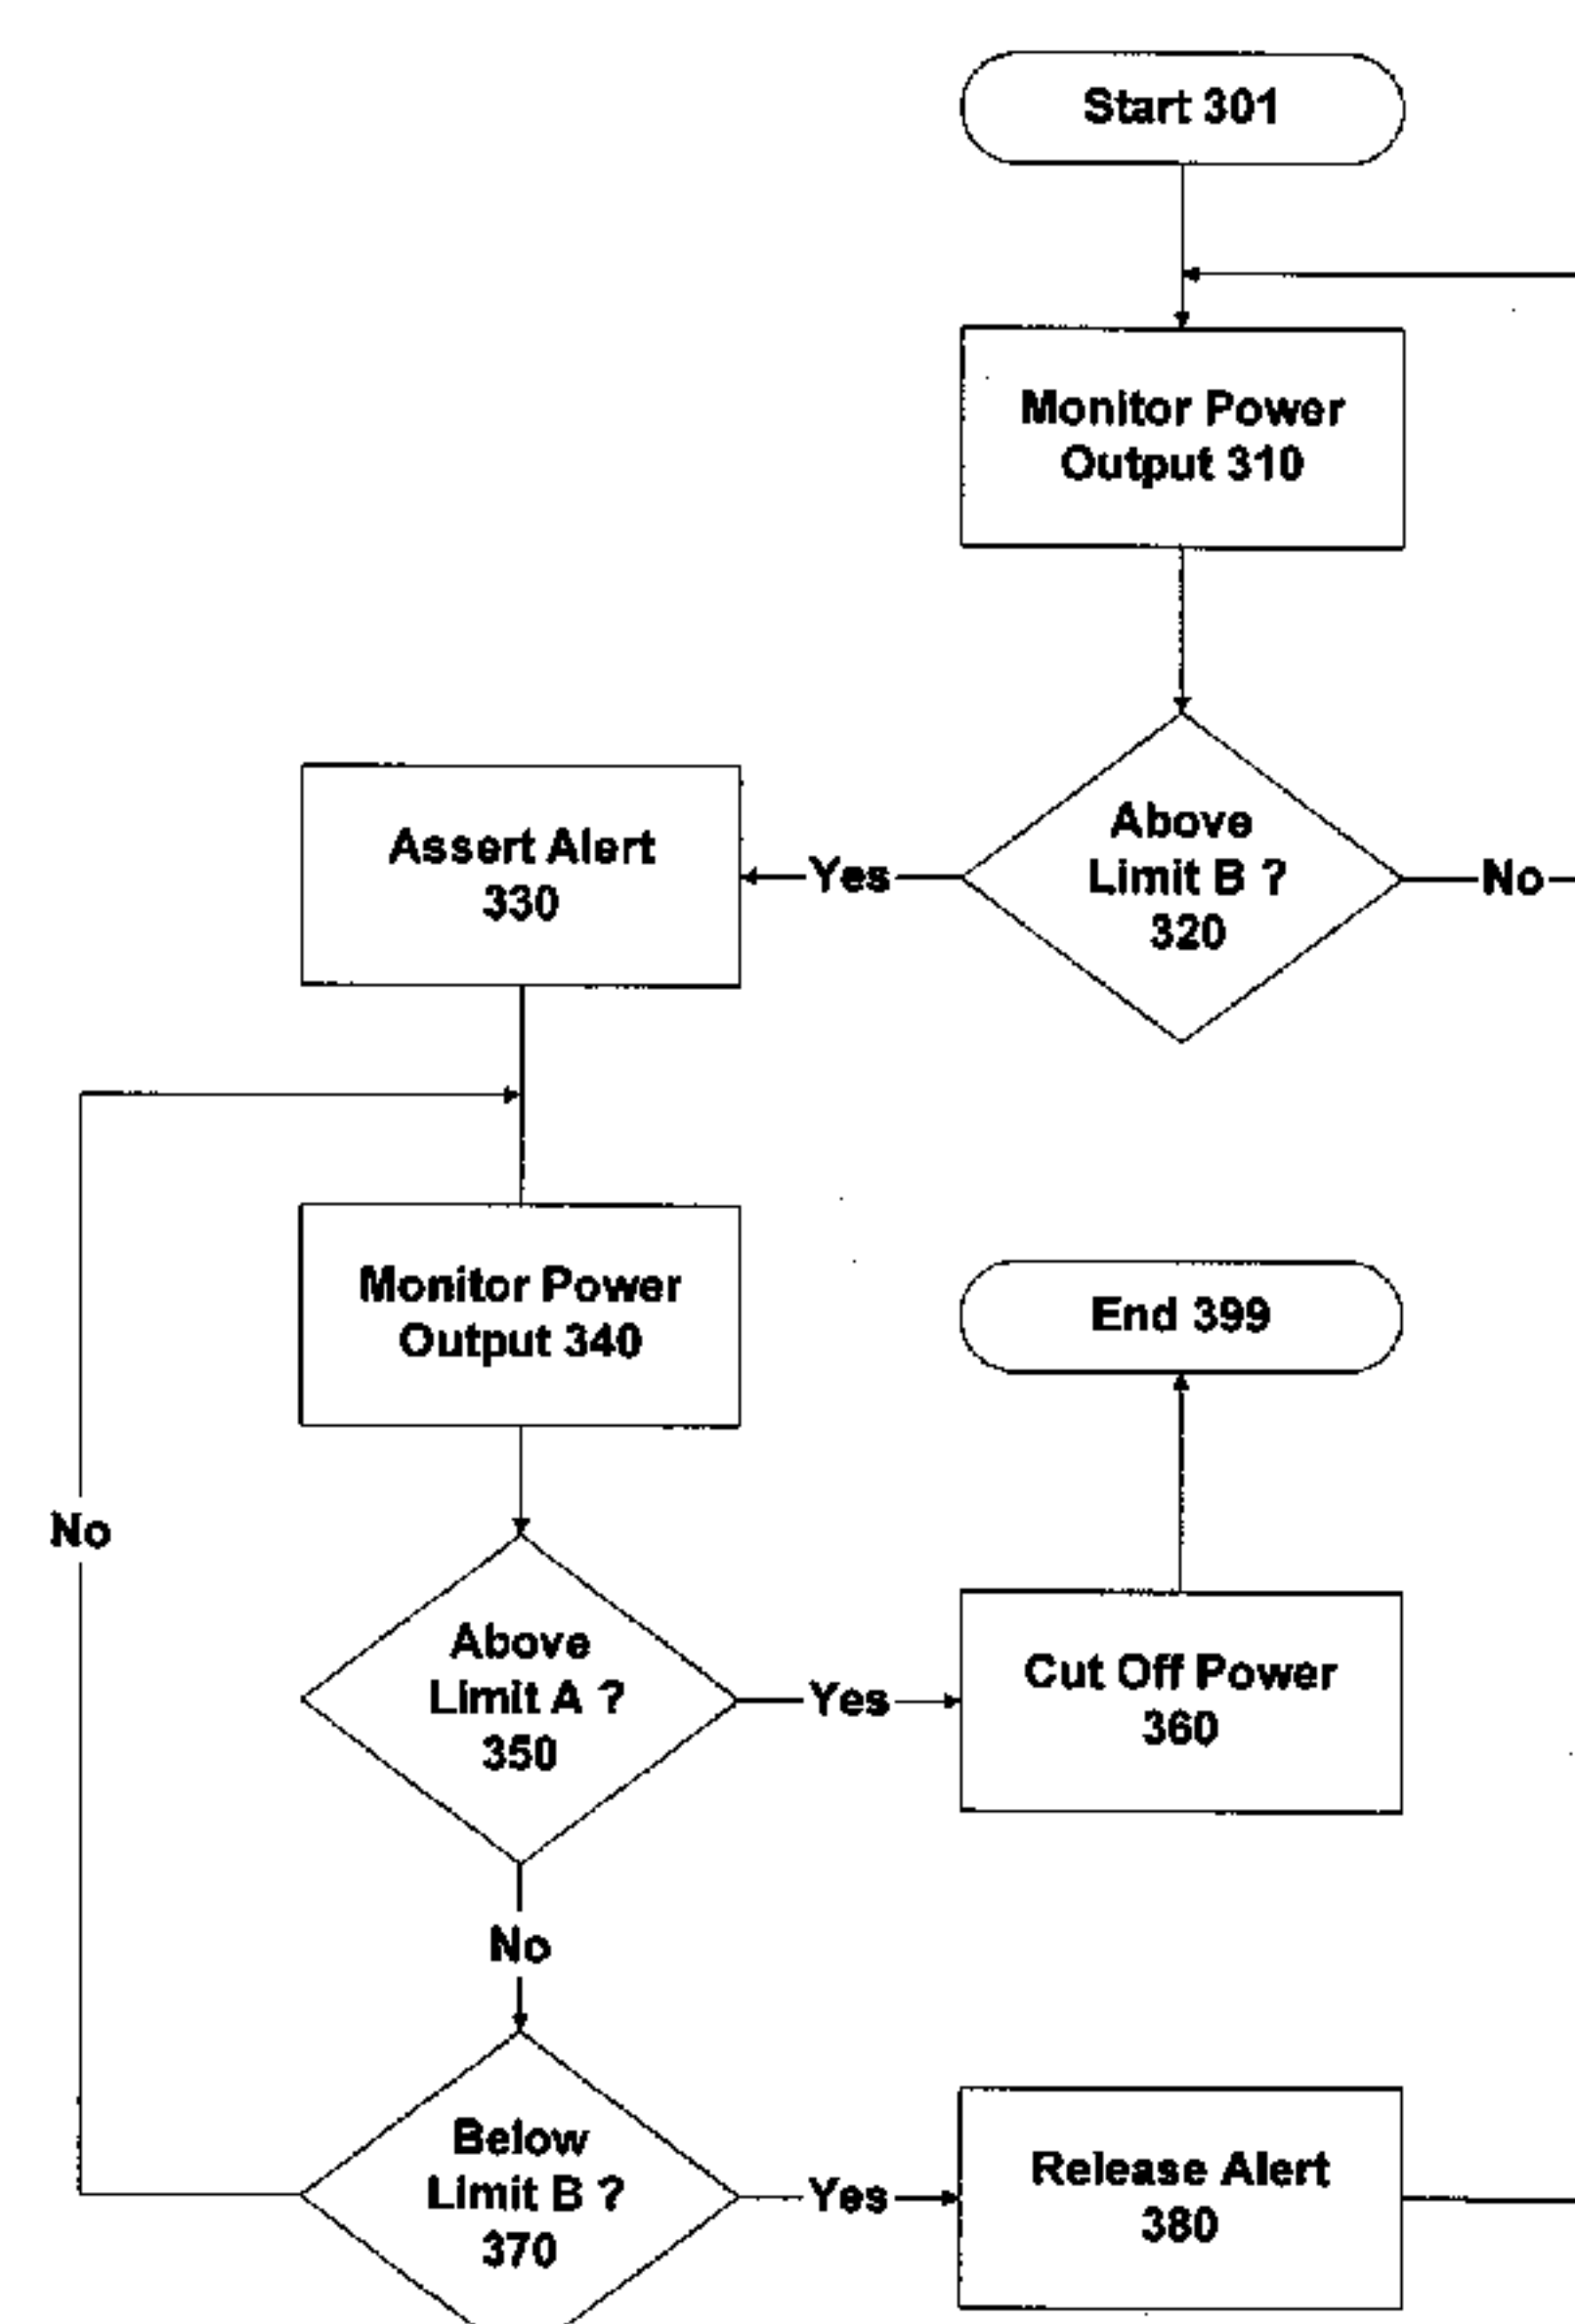 Start 301
Monitor Power
Output 310
Above
Limit B ?
320
Yes
No
Assert Alert
330
Monitor Power
Output 340
End 399
No
Above
Limit A ?
350
Yes
Cut Off Power
360
No
Below
Limit B ?
370
Yes
Release Alert
380